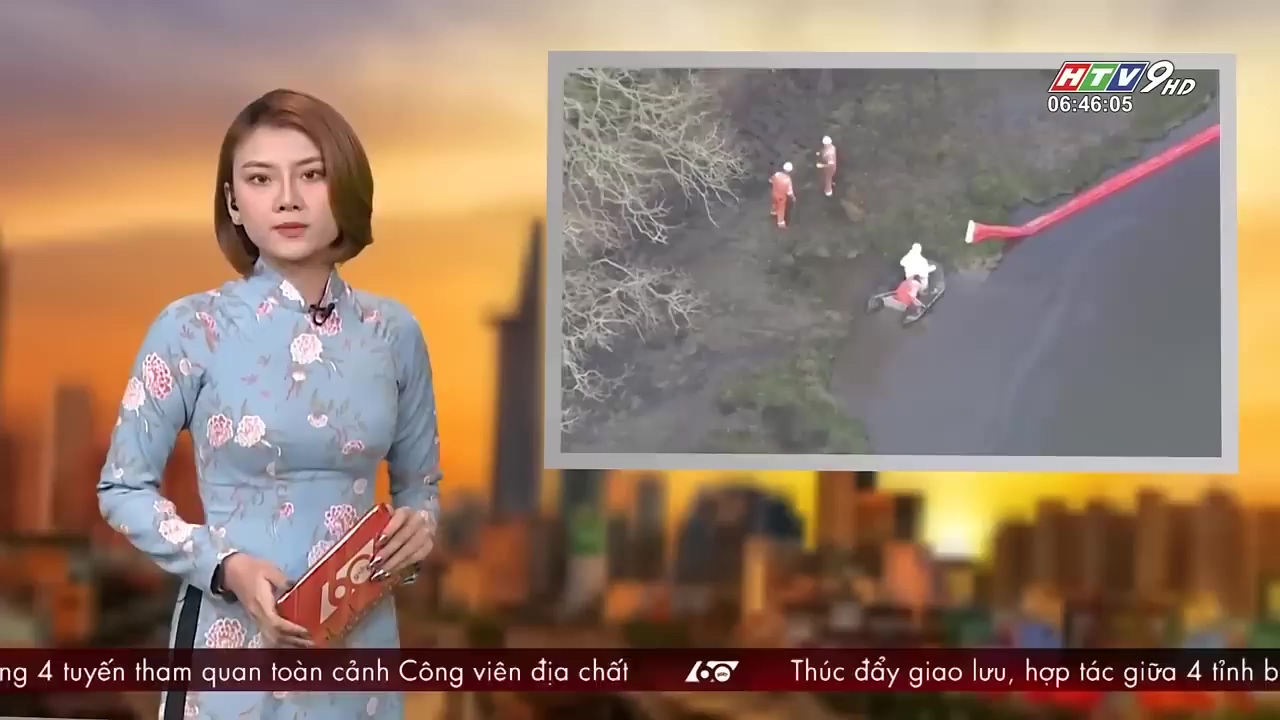 HTV9HD
06:46:05
4 tuyến tham quan toàn cảnh Công viên địa chất
60
Thúc đẩy giao lưu, hợp tác giữa 4 tỉnh